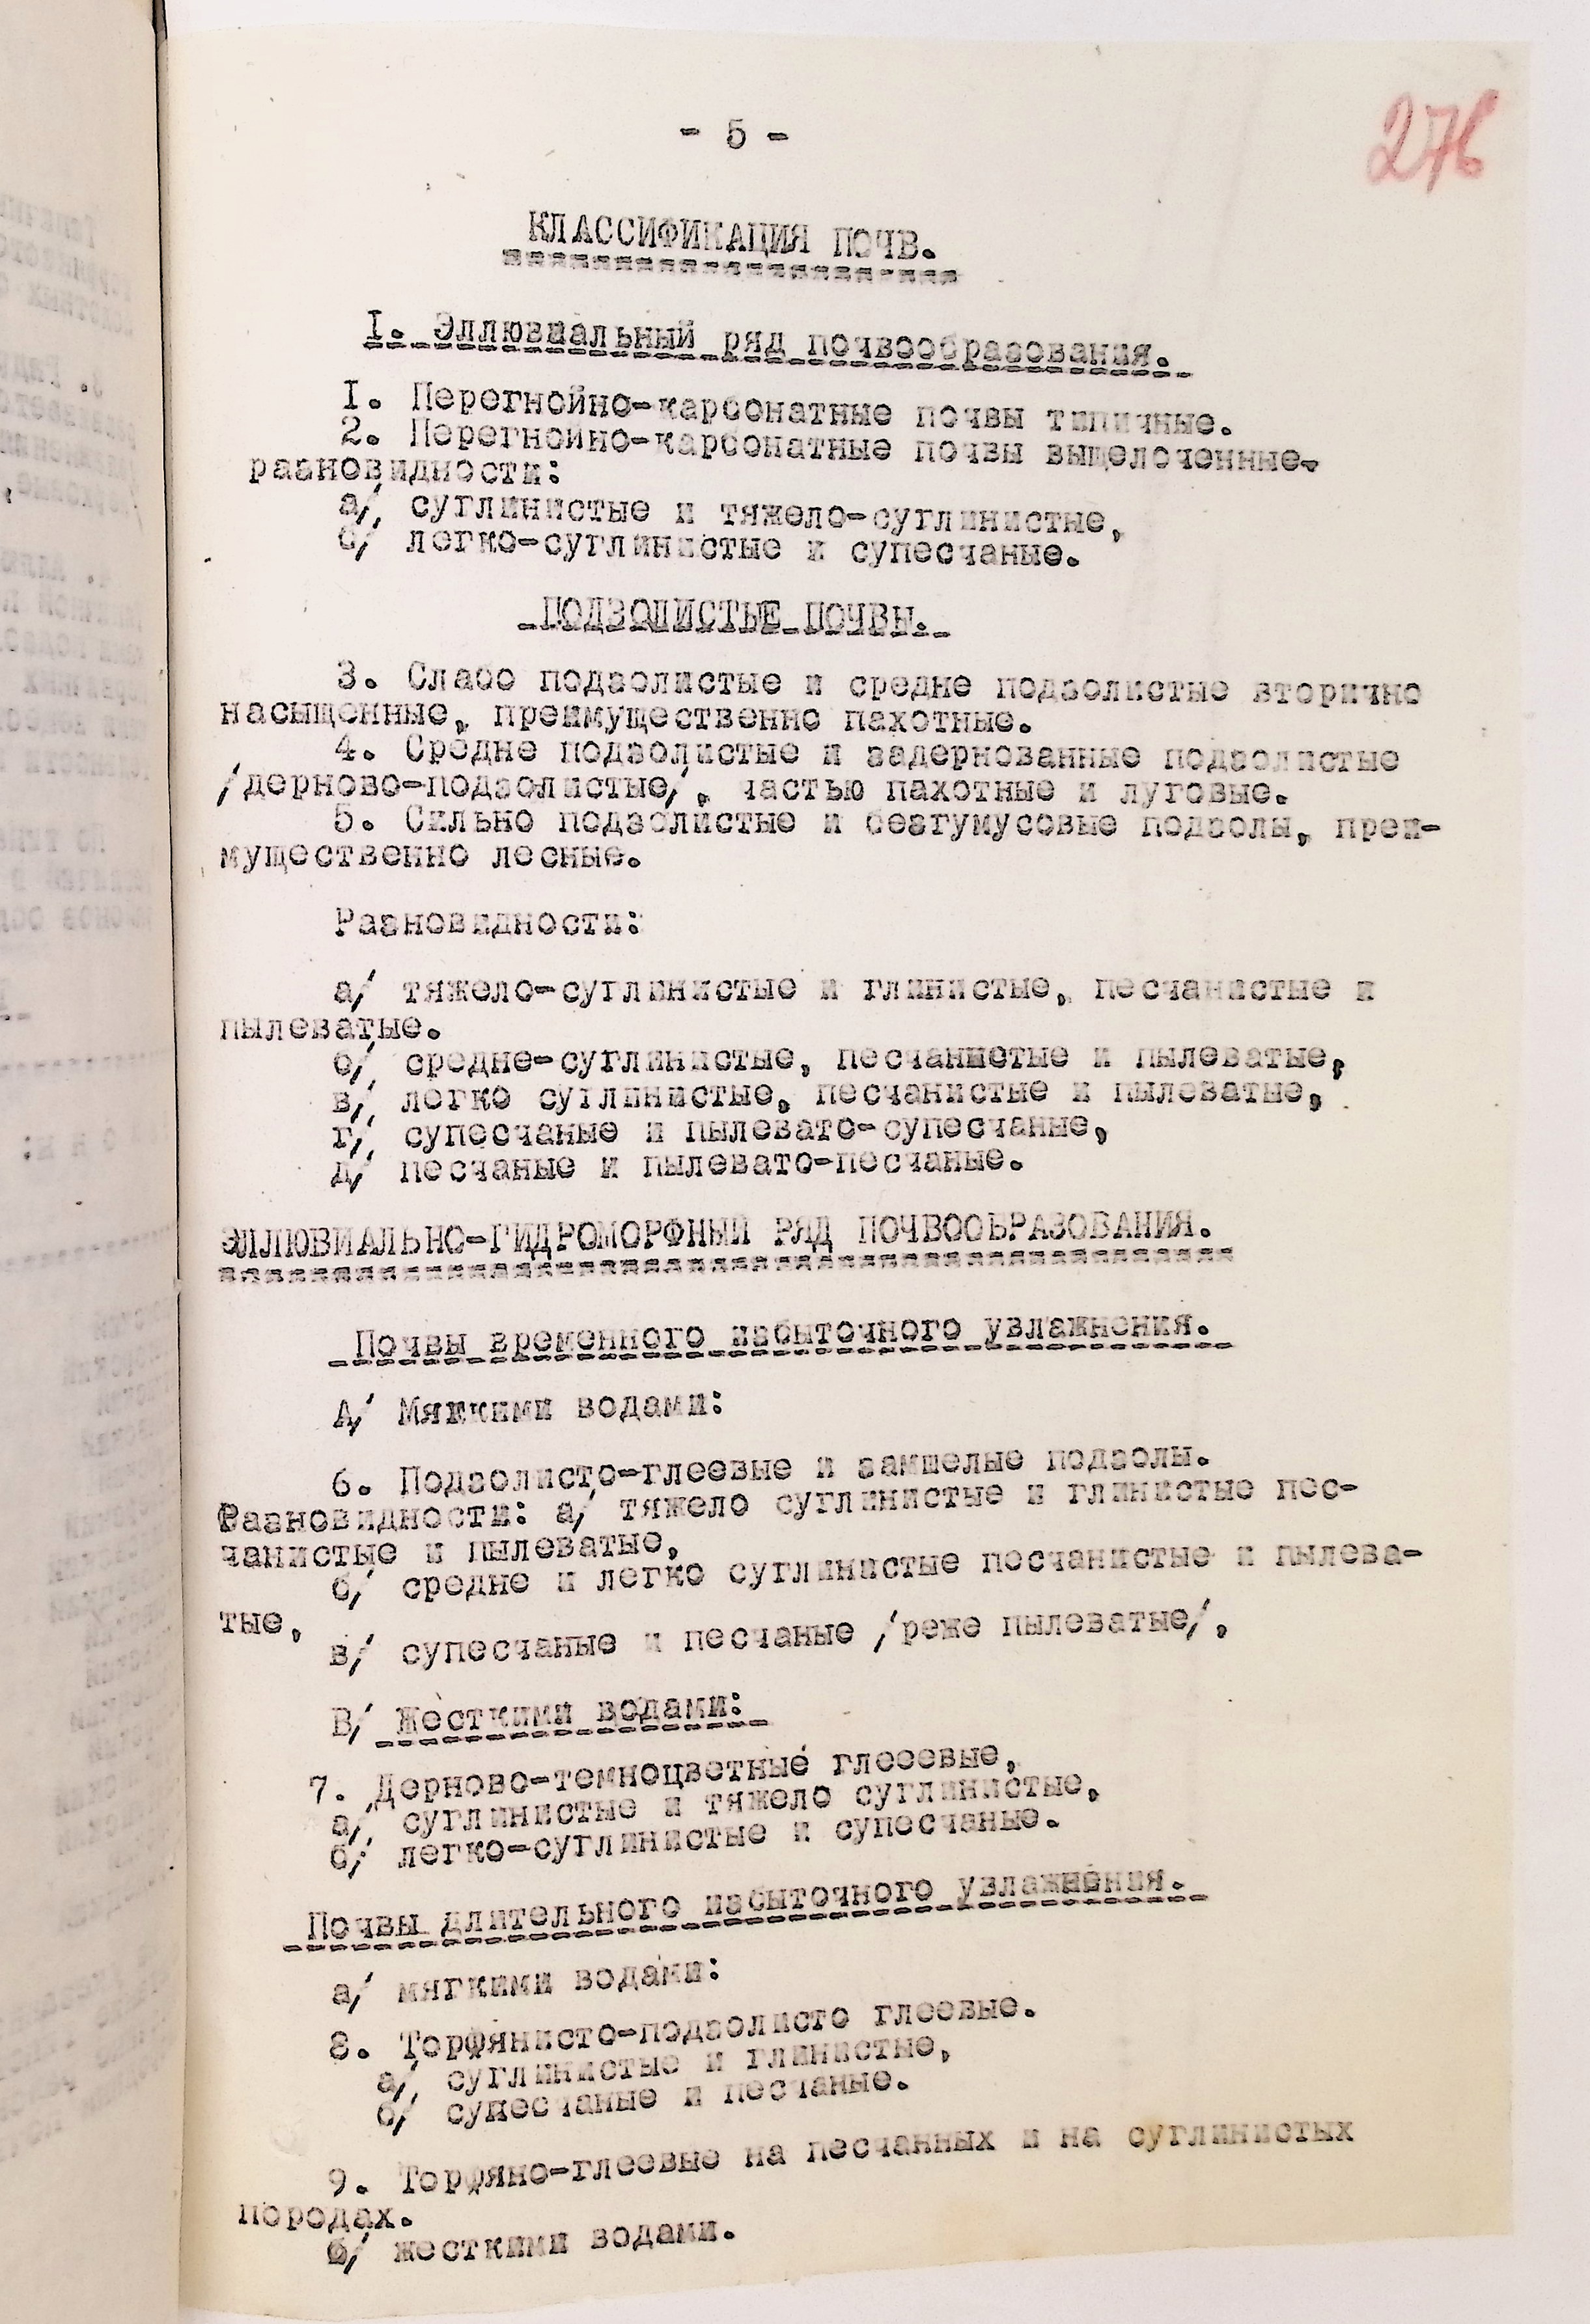 - 5 -
276
КЛАССИФИКАЦИЯ ПОЧВ.
I. Эллювиальный ряд почвообразования.
I. Перегнойно-карбонатные почвы типичные.
2. Перегнойно-карбонатные почвы выщелоченные.
разновидности:
а/ суглинистые и тяжело-суглинистые,
б/ легко-суглинистые и супесчаные.
ПОДЗОЛИСТЫЕ ПОЧВЫ.
3. Слабо подзолистые и средне подзолистые вторично
насыщенные, преимущественно пахотные.
4. Средне подзолистые и задернованные подзолистые
/дерново-подзолистые/, частью пахотные и луговые.
5. Сильно подзолистые и безгумусовые подзолы, преи-
мущественно лесные.
Разновидности:
а/ тяжело-суглинистые и глинистые, песчанистые и
пылеватые.
б/ средне-суглинистые, песчанистые и пылеватые,
в/ легко суглинистые, песчанистые и пылеватые,
г/ супесчаные и пылевато-супесчаные,
д/ песчаные и пылевато-песчаные.
ЭЛЛЮВИАЛЬНО-ГИДРОМОРФНЫЙ РЯД ПОЧВООБРАЗОВАНИЯ.
Почвы временного избыточного увлажнения.
А/ Мягкими водами:
6. Подзолисто-глеевые и замшелые подзолы.
Разновидности: а/ тяжело суглинистые и глинистые пес-
чанистые и пылеватые,
б/ средне и легко суглинистые песчанистые и пылева-
тые,
в/ супесчаные и песчаные /реже пылеватые/,
В/ Жесткими водами:
7. Дерново-темноцветные глееевые,
а/ суглинистые и тяжело суглинистые,
б/ легко-суглинистые и супесчаные.
Почвы длительного избыточного увлажнения.
а/ мягкими водами:
8. Торфянисто-подзолисто глеевые.
а/ суглинистые и глинистые,
б/ супесчаные и песчаные.
9. Торфяно-глеевые на песчанных и на суглинистых
породах.
б/ жесткими водами.